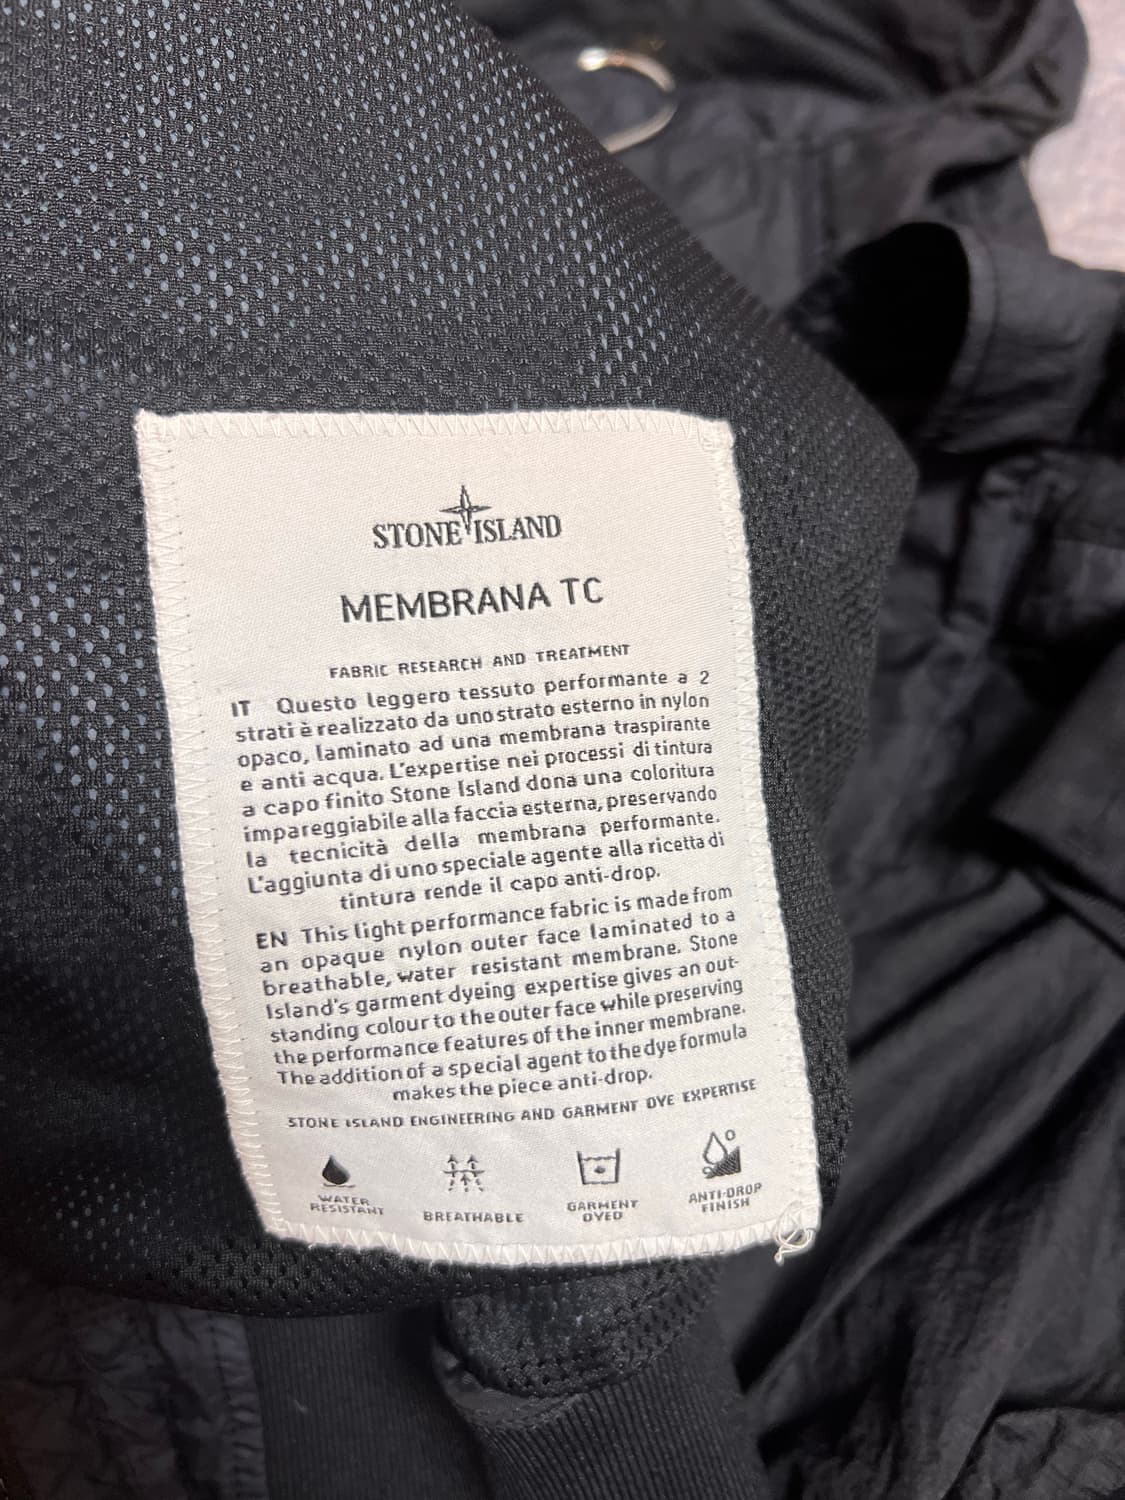 STONE ISLAND
MEMBRANA TC
FABRIC RESEARCH AND TREATMENT
IT Questo leggero tessuto performante a 2
strati è realizzato da uno strato esterno in nylon
opaco, laminato ad una membrana traspirante
e anti acqua. L'expertise nei processi di tintura
a capo finito Stone Island dona una coloritura
impareggiabile alla faccia esterna, preservando
la tecnicità della membrana performante.
L'aggiunta di uno speciale agente alla ricetta di
tintura rende il capo anti-drop.
EN This light performance fabric is made from
an opaque nylon outer face laminated to a
breathable, water resistant membrane. Stone
Island's garment dyeing expertise gives an out-
standing colour to the outer face while preserving
the performance features of the inner membrane.
The addition of a special agent to the dye formula
makes the piece anti-drop.
STONE ISLAND ENGINEERING AND GARMENT DYE EXPERTISE
WATER
RESISTANT
BREATHABLE
GARMENT
DYED
ANTI-DROP
FINISH